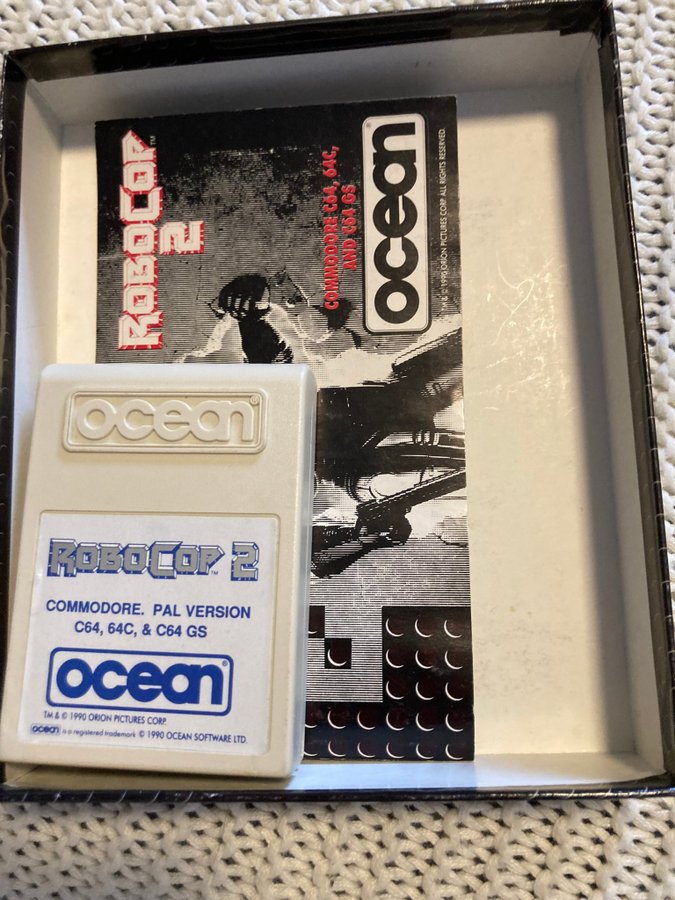 ROBOCOP™
2
COMMODORE C64, 64C,
AND C64 GS
ocean®
TM & © 1990 ORION PICTURES CORP. ALL RIGHTS RESERVED.
ocean®
ROBOCOP™ 2
COMMODORE. PAL VERSION
C64, 64C, & C64 GS
ocean®
TM & © 1990 ORION PICTURES CORP.
ocean is a registered trademark © 1990 OCEAN SOFTWARE LTD.